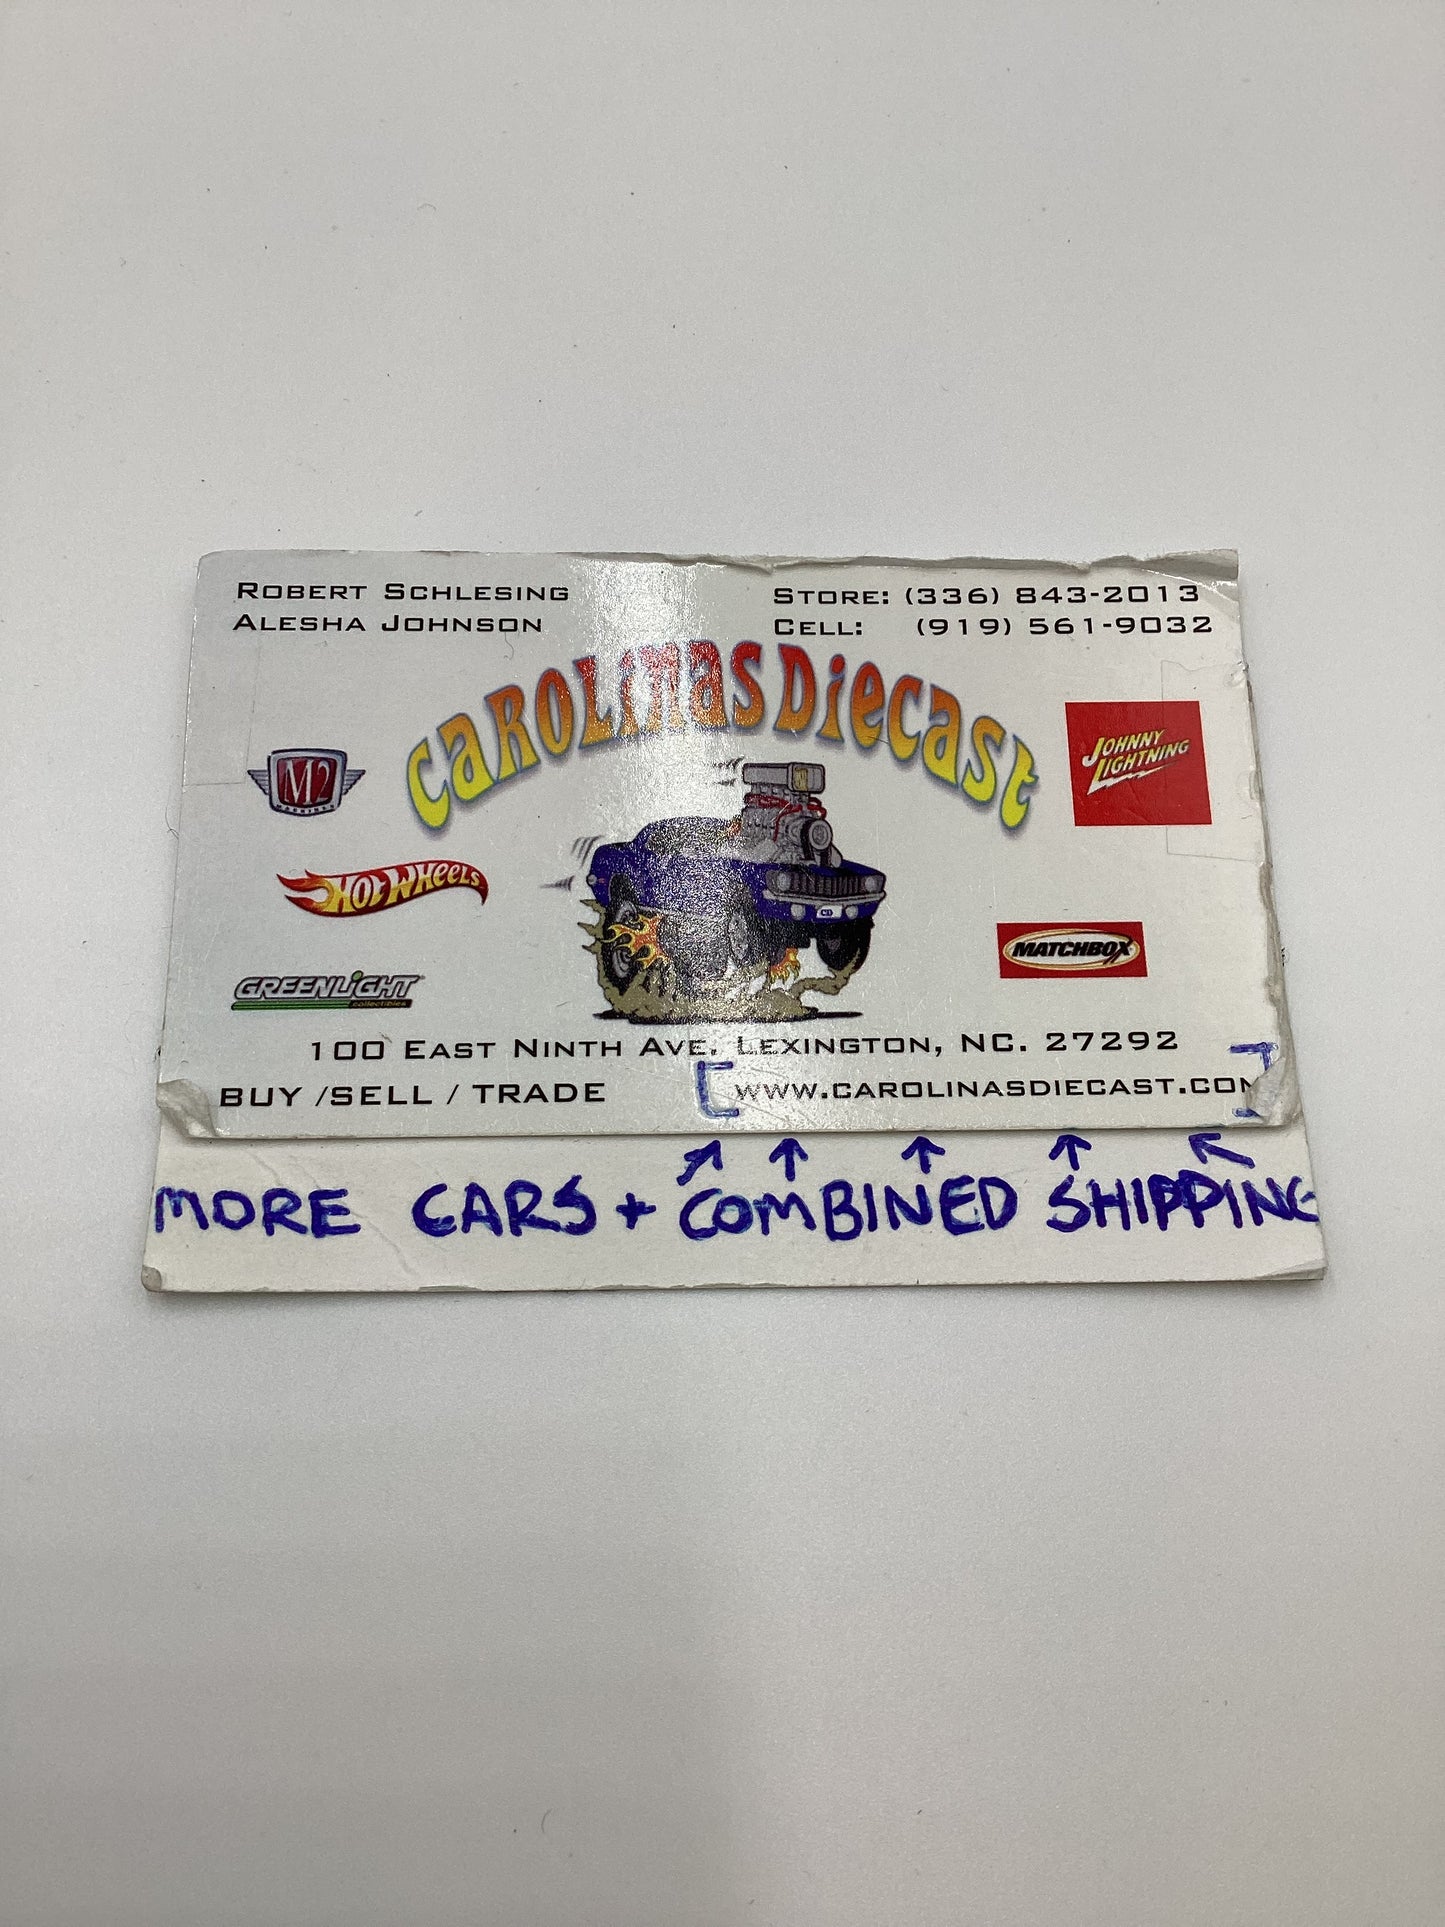 ROBERT SCHLESING
ALESHA JOHNSON
STORE: (336) 843-2013
CELL: (919) 561-9032
CAROLINAS DIECAST
M2
MACHINES
JOHNNY LIGHTNING
HOT WHEELS
MATCHBOX
GREENLIGHT
collectibles
100 EAST NINTH AVE. LEXINGTON, NC. 27292
BUY /SELL / TRADE
WWW.CAROLINASDIECAST.COM
MORE CARS + COMBINED SHIPPING